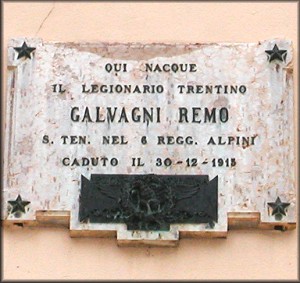 QUI NACQUE
IL LEGIONARIO TRENTINO
GALVAGNI REMO
S. TEN. NEL 6 REGG. ALPINI
CADUTO IL 30-12-1915